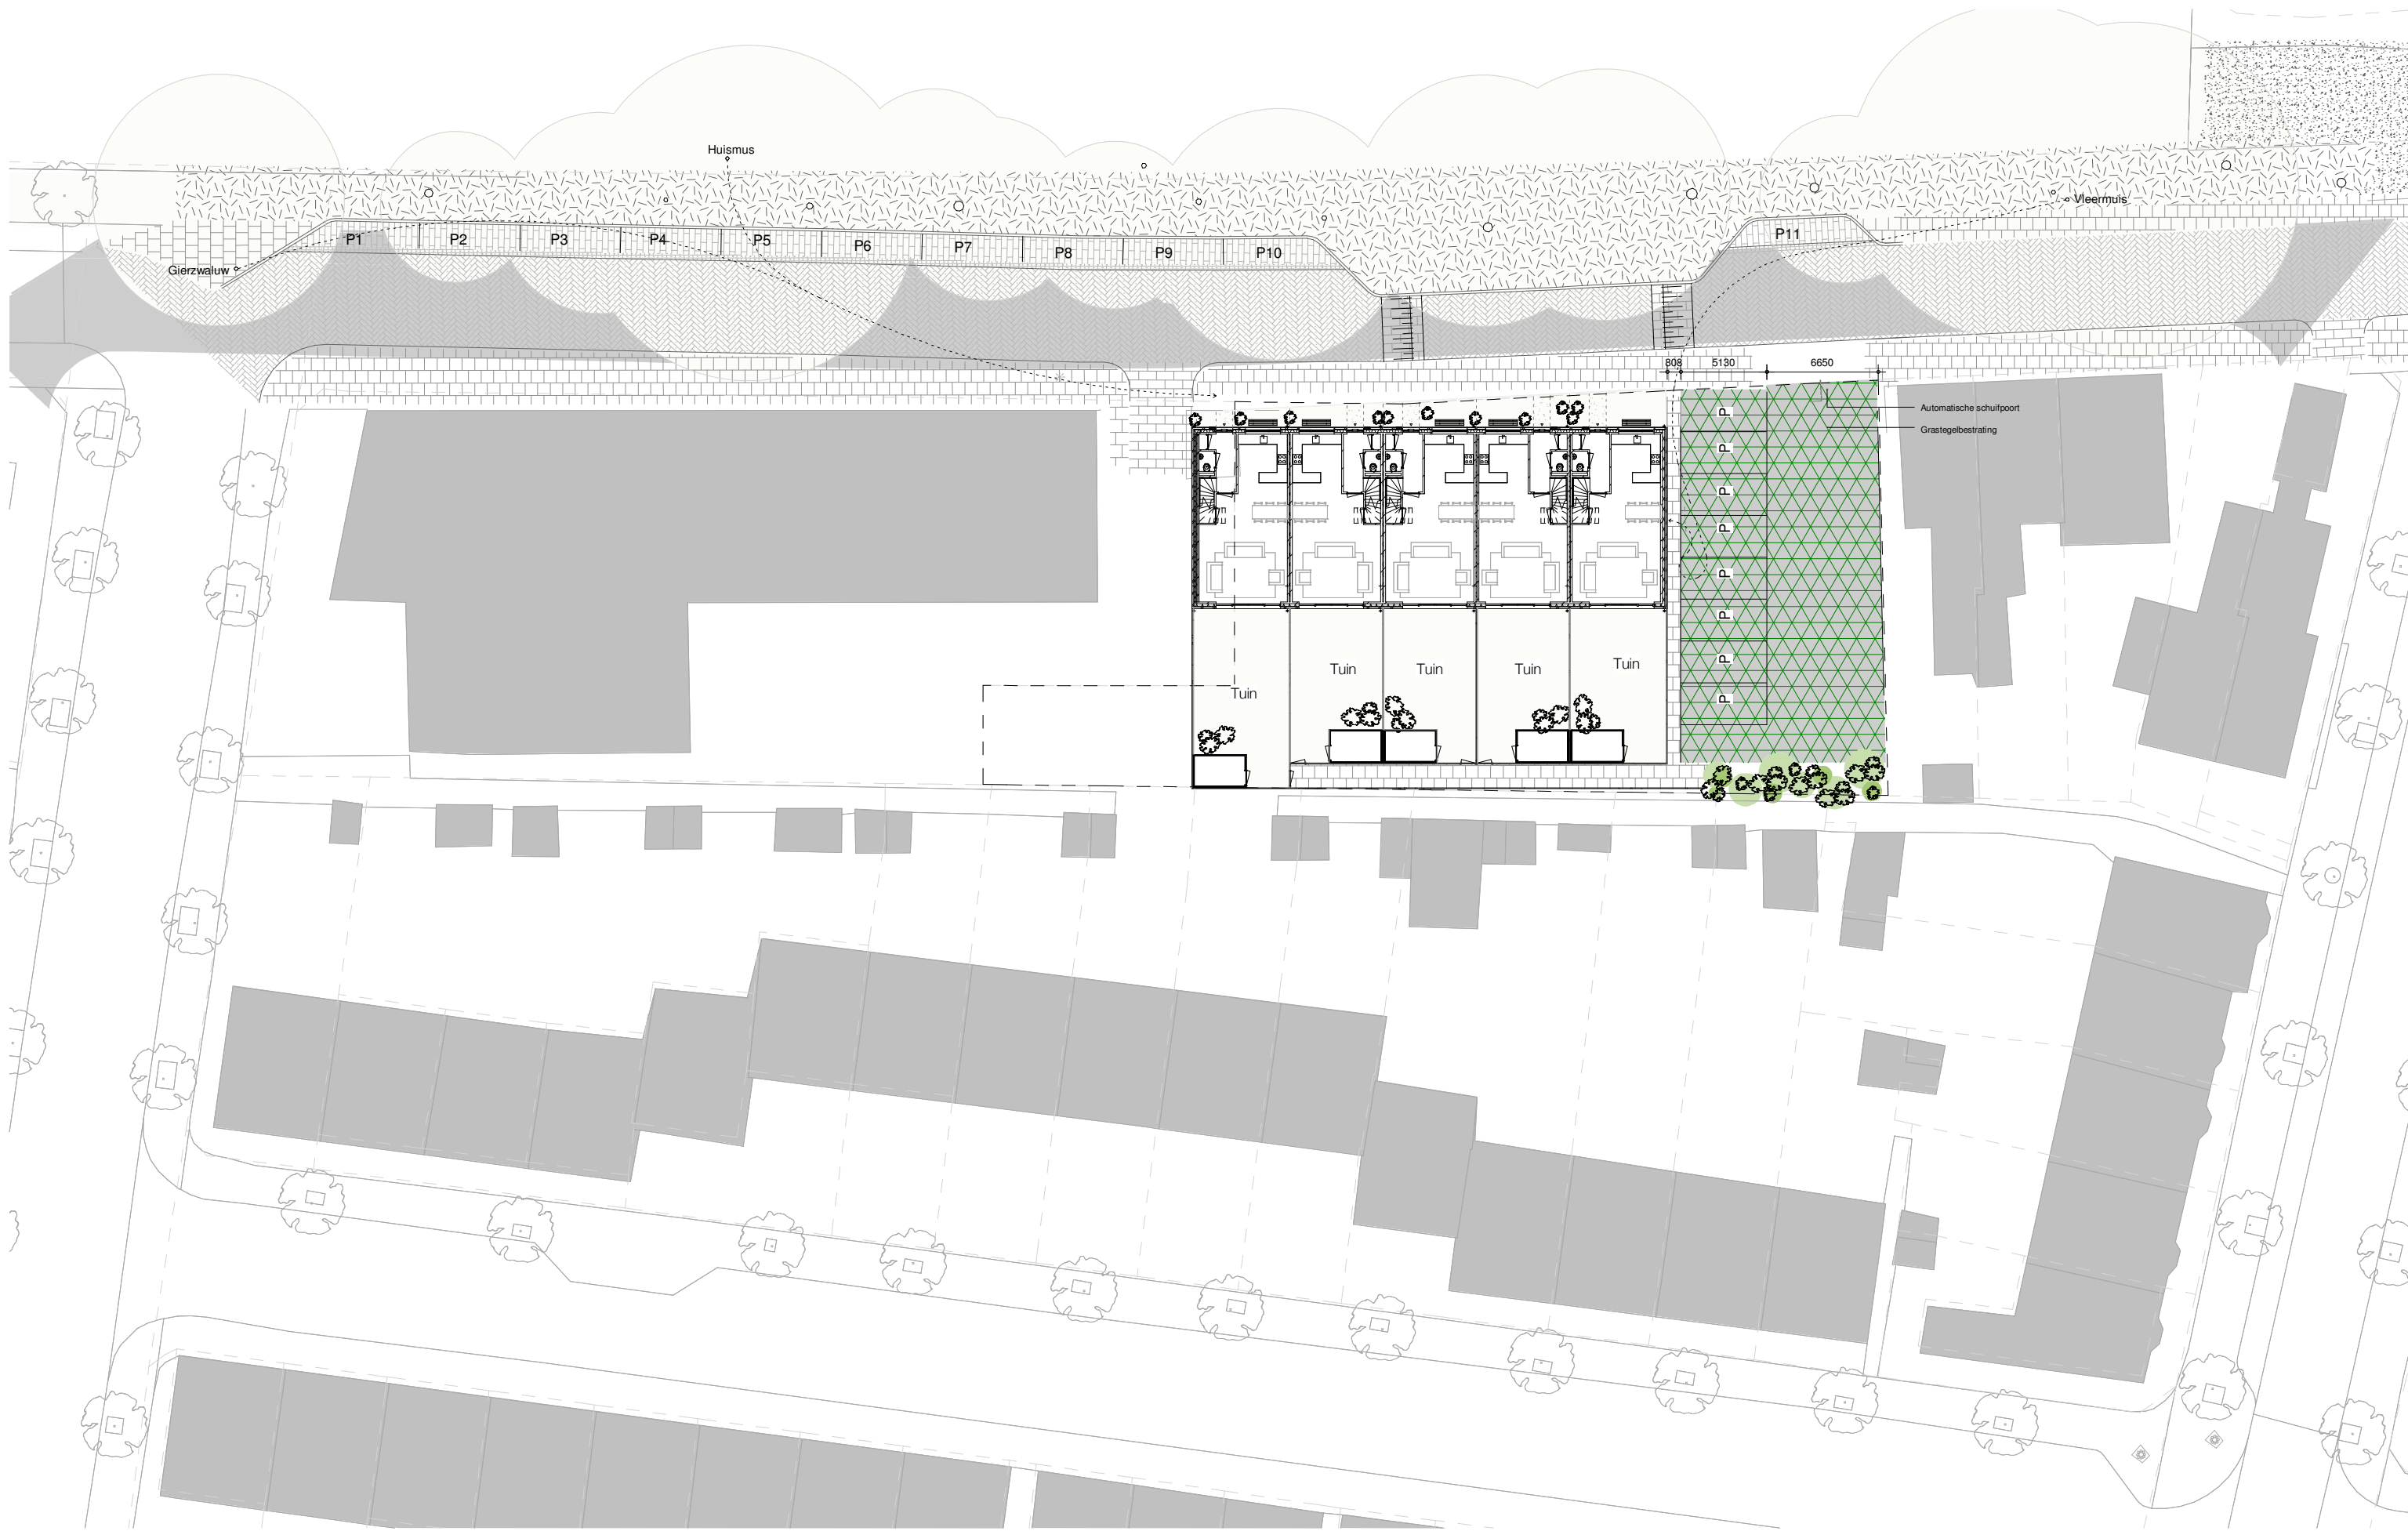 Huismus
Vleermuis
Gierzwaluw
P1
P2
P3
P4
P5
P6
P7
P8
P9
P10
P11
808
5130
6650
Automatische schuifpoort
Grastegelbestrating
P
P
P
P
P
P
P
P
Tuin
Tuin
Tuin
Tuin
Tuin